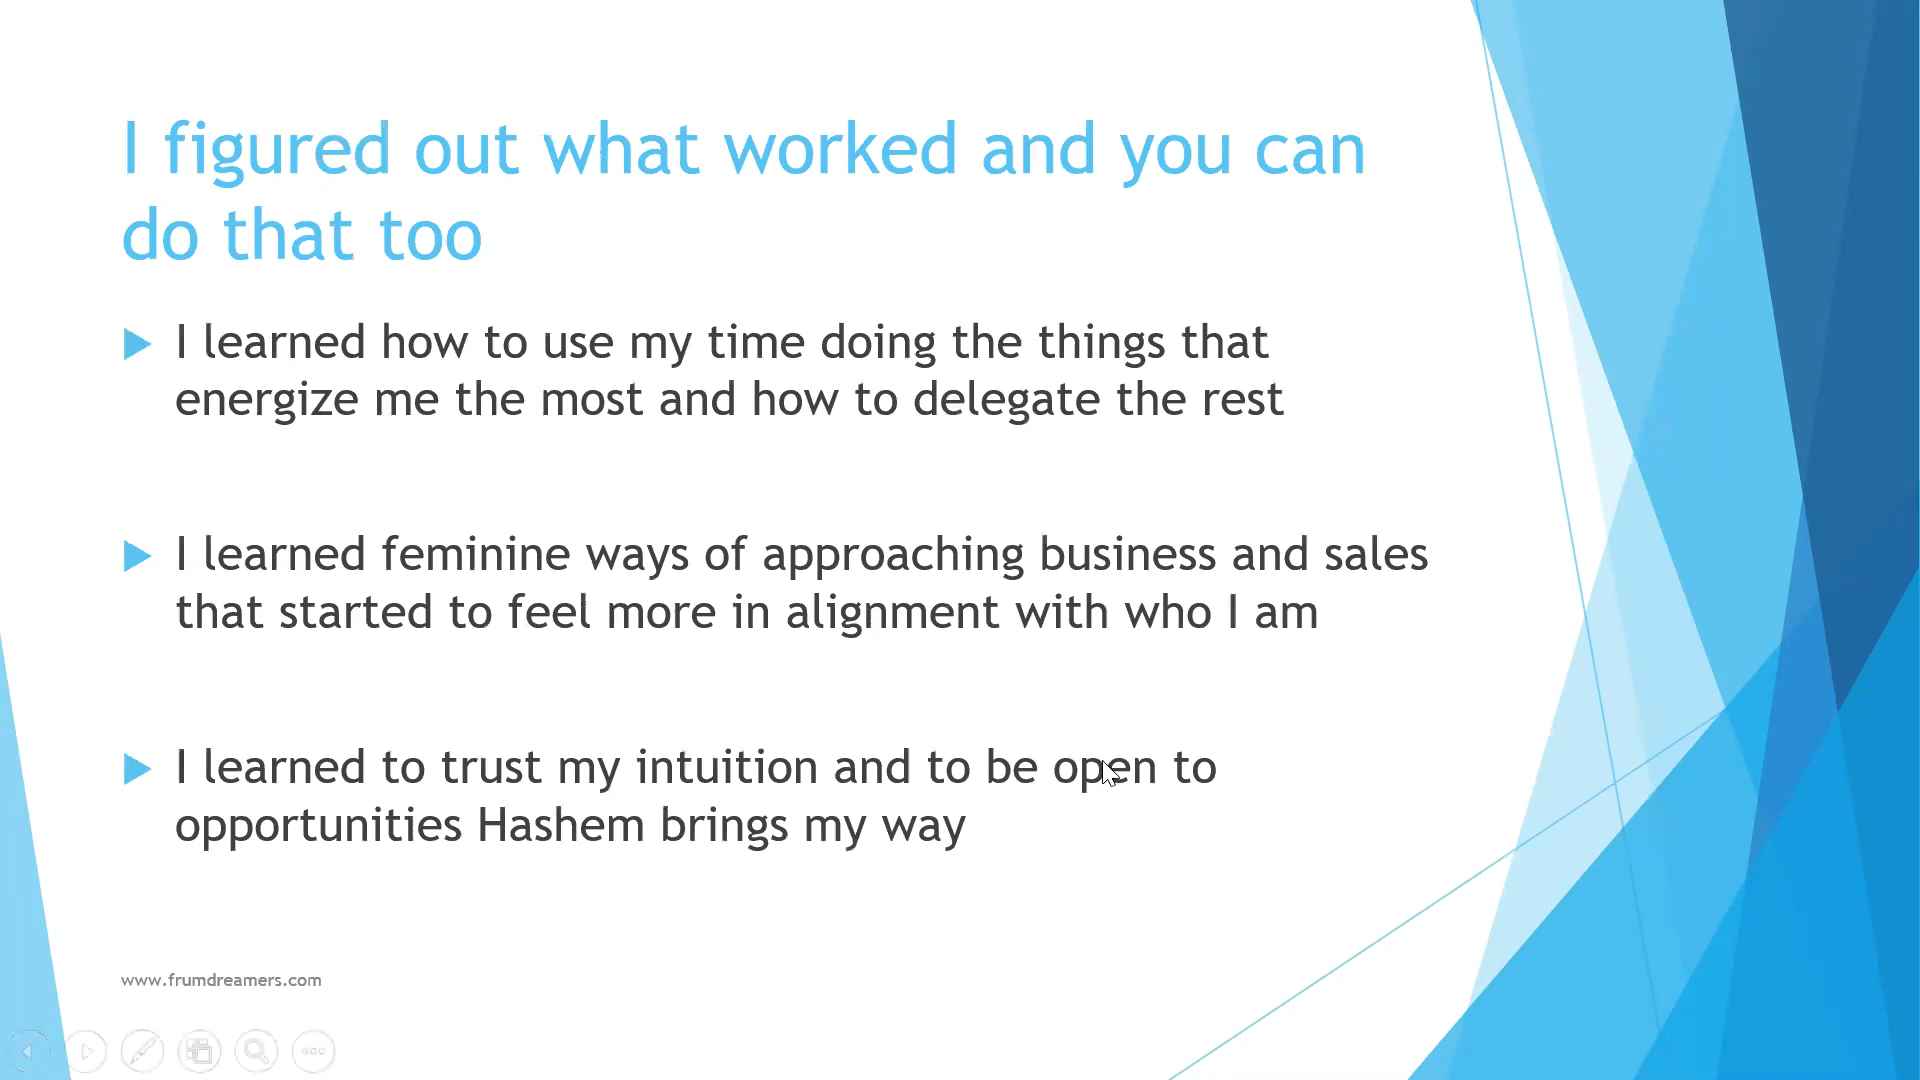 I figured out what worked and you can
do that too
I learned how to use my time doing the things that
energize me the most and how to delegate the rest
I learned feminine ways of approaching business and sales
that started to feel more in alignment with who I am
I learned to trust my intuition and to be open to
opportunities Hashem brings my way
www.frumdreamers.com